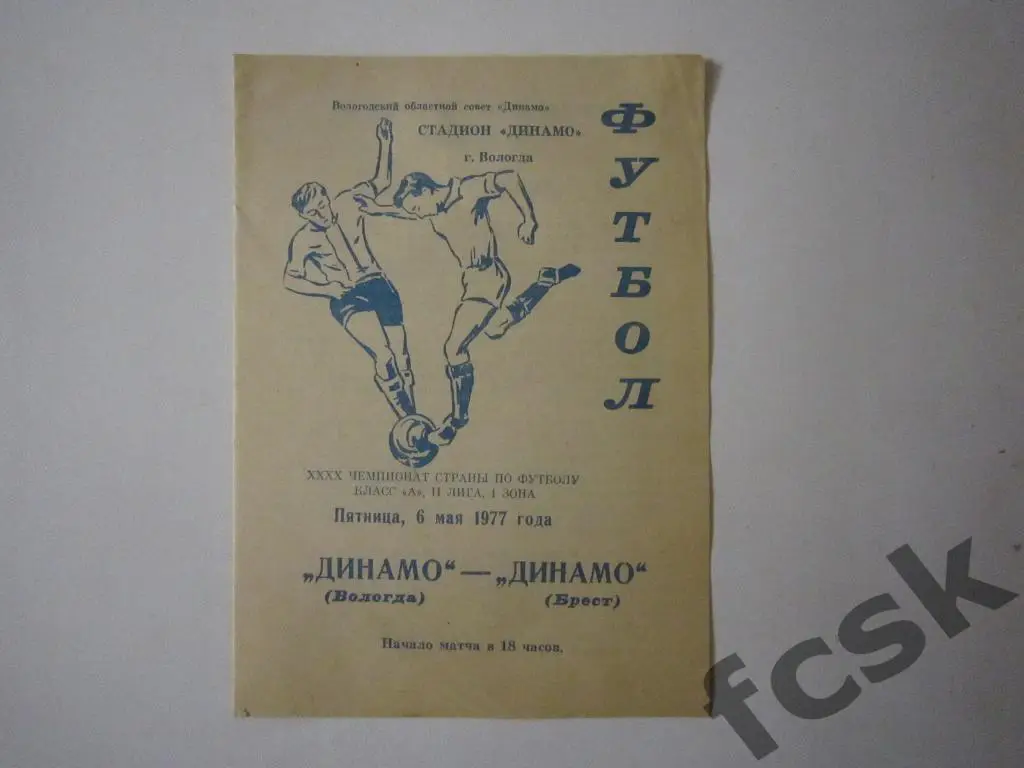 Вологодский областной совет «Динамо»
СТАДИОН «ДИНАМО»
г. Вологда
ФУТБОЛ
XXXX ЧЕМПИОНАТ СТРАНЫ ПО ФУТБОЛУ
КЛАСС «А», II ЛИГА, 1 ЗОНА
Пятница, 6 мая 1977 года
„ДИНАМО“ — „ДИНАМО“
(Вологда) (Брест)
Начало матча в 18 часов.
fcsk